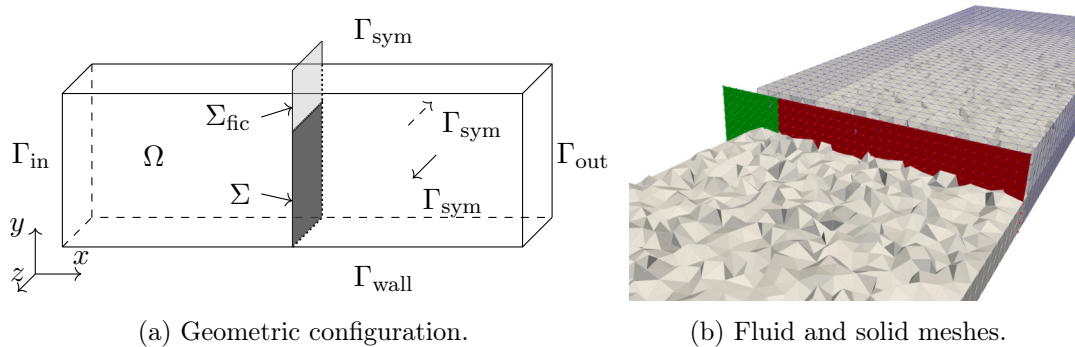 Γsym
Σfic
Γsym
Γin
Ω
Γout
Σ
Γsym
y
x
z
Γwall
(a) Geometric configuration.
(b) Fluid and solid meshes.